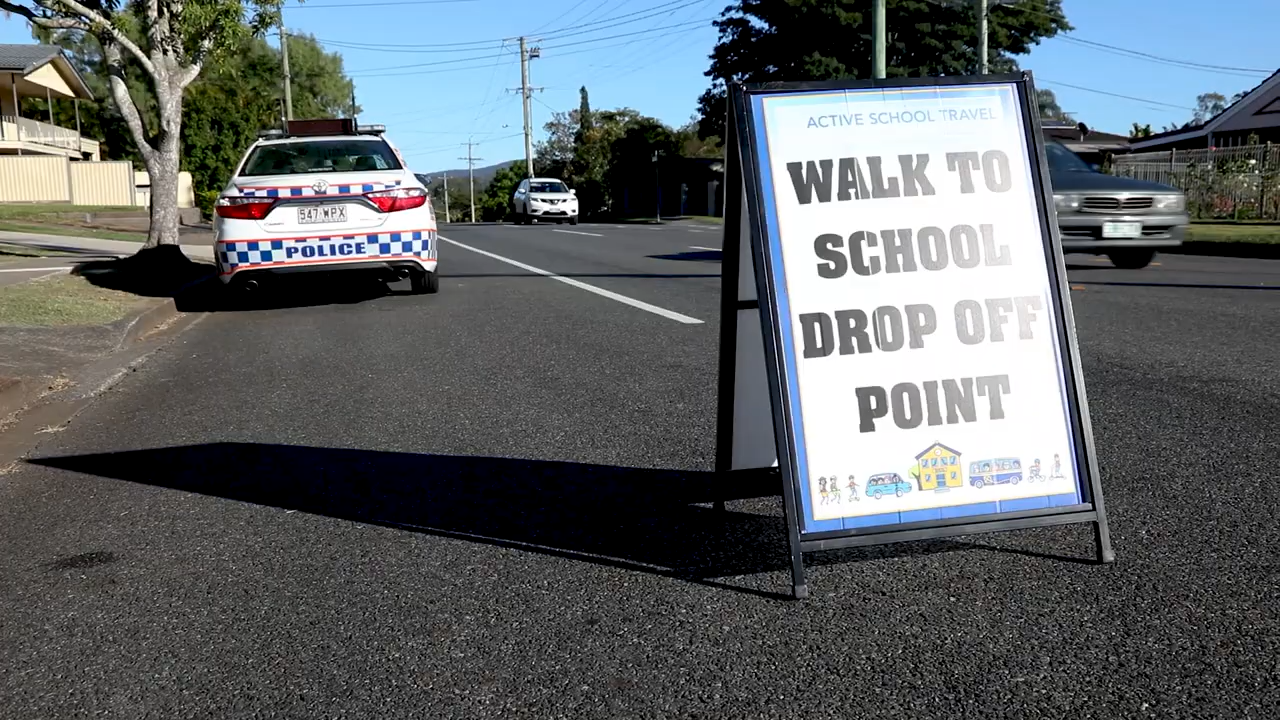 ACTIVE SCHOOL TRAVEL
WALK TO
SCHOOL
DROP OFF
POINT
547 WPX
POLICE